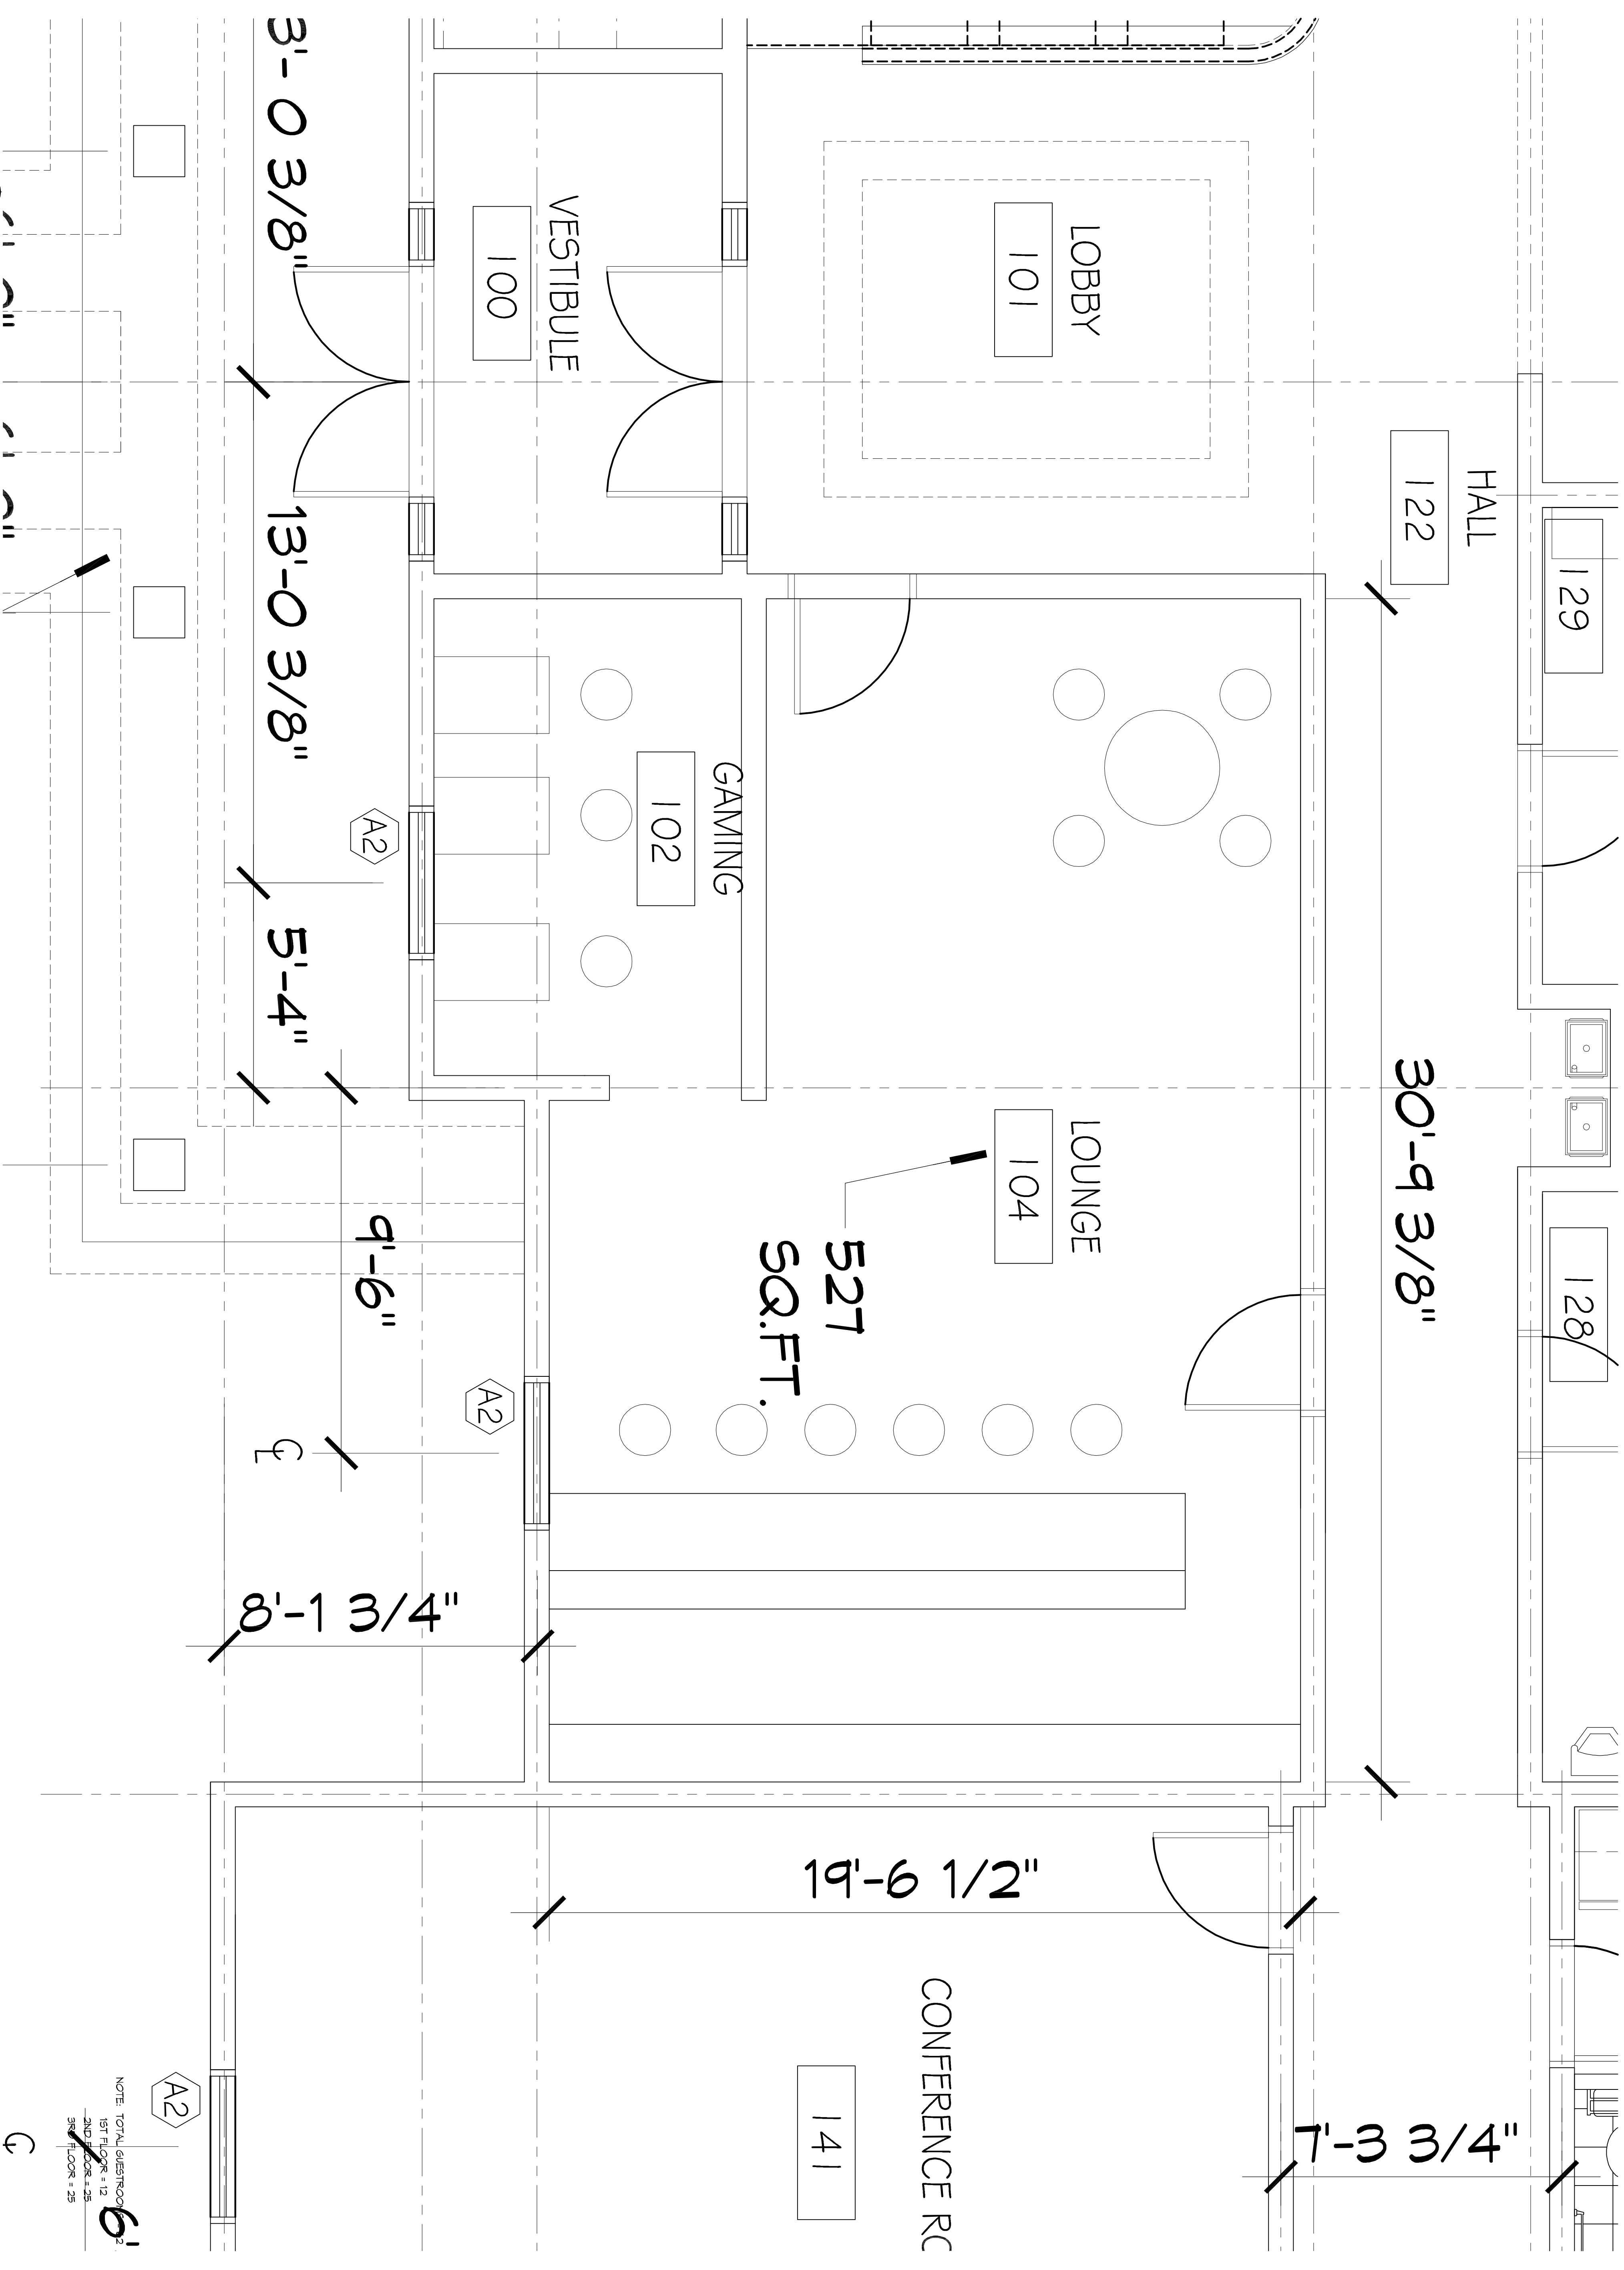 3'- 0 3/8"
VESTIBULE
100
LOBBY
101
HALL
122
129
13'-0 3/8"
GAMING
102
A2
5'-4"
30'-9 3/8"
LOUNGE
104
527
SQ.FT.
128
9'-6"
A2
8'-1 3/4"
19'-6 1/2"
CONFERENCE RO
141
7'-3 3/4"
A2
NOTE: TOTAL GUESTROOMS
1ST FLOOR = 12
2ND FLOOR = 25
3RD FLOOR = 25
6'